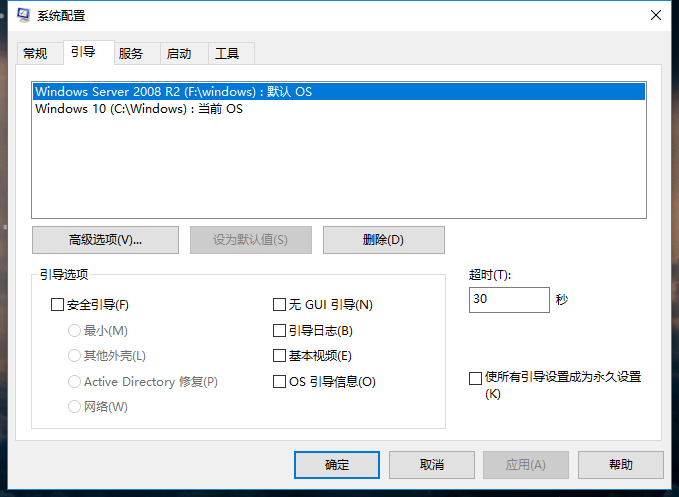 系统配置
常规 引导 服务 启动 工具
Windows Server 2008 R2 (F:\windows) : 默认 OS
Windows 10 (C:\Windows) : 当前 OS
高级选项(V)... 设为默认值(S) 删除(D)
引导选项
超时(T):
安全引导(F) 无 GUI 引导(N)
30 秒
最小(M) 引导日志(B)
其他外壳(L) 基本视频(E)
Active Directory 修复(P) OS 引导信息(O)
使所有引导设置成为永久设置
(K)
网络(W)
确定 取消 应用(A) 帮助